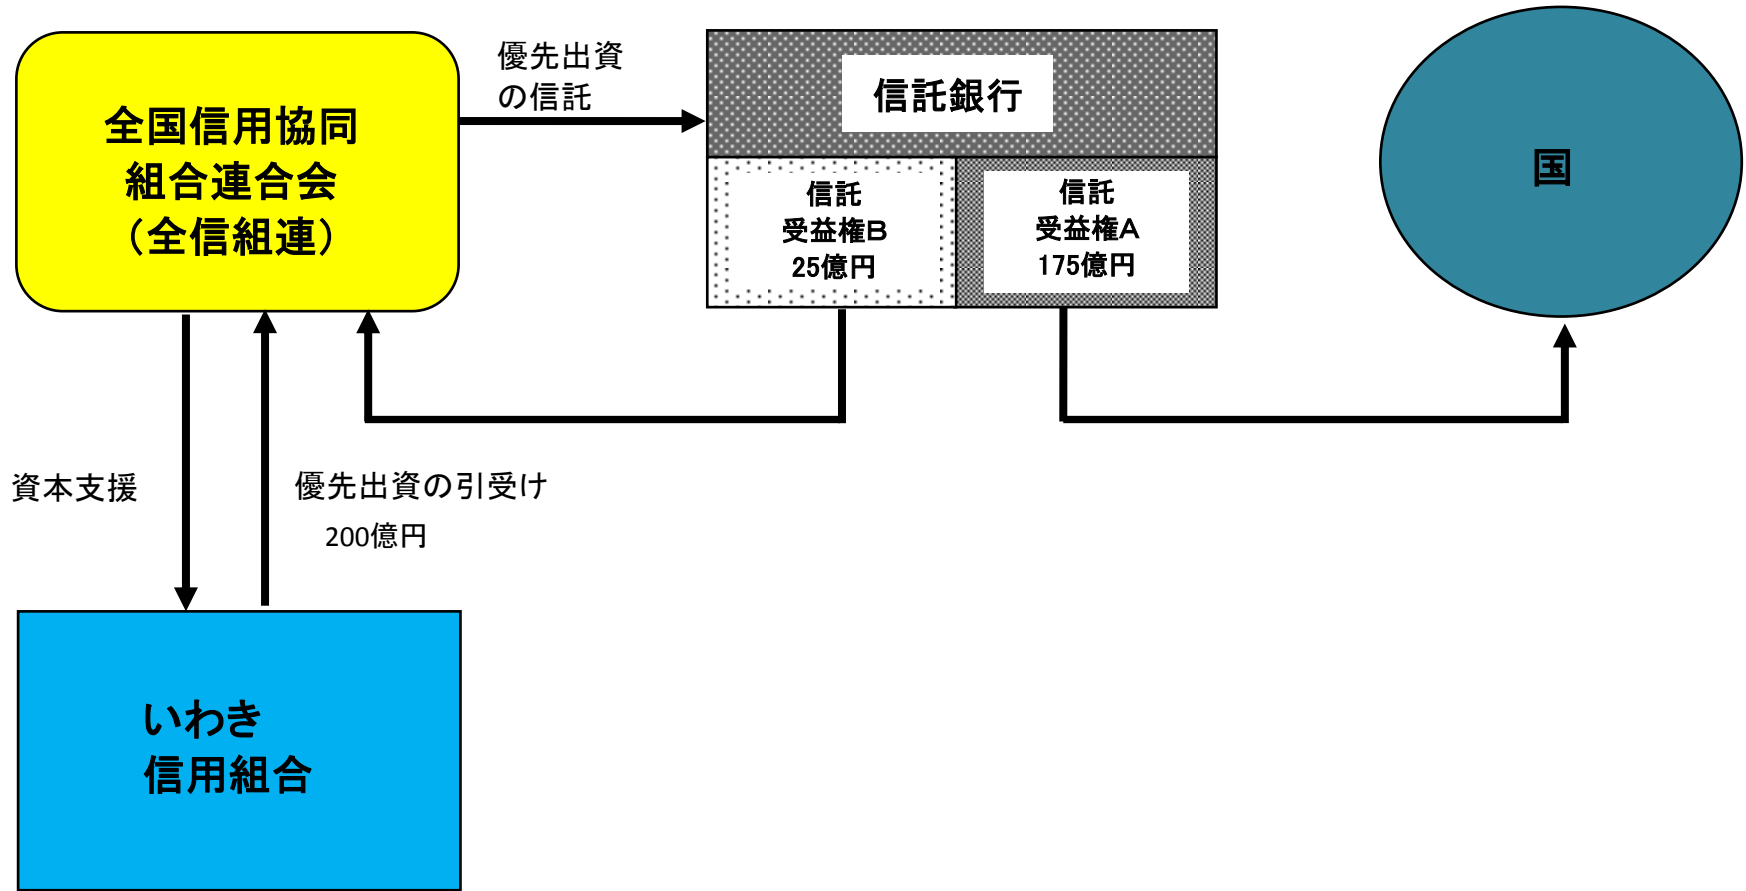 全国信用協同
組合連合会
（全信組連）
優先出資
の信託
信託銀行
信託
受益権B
25億円
信託
受益権A
175億円
国
資本支援
優先出資の引受け
200億円
いわき
信用組合